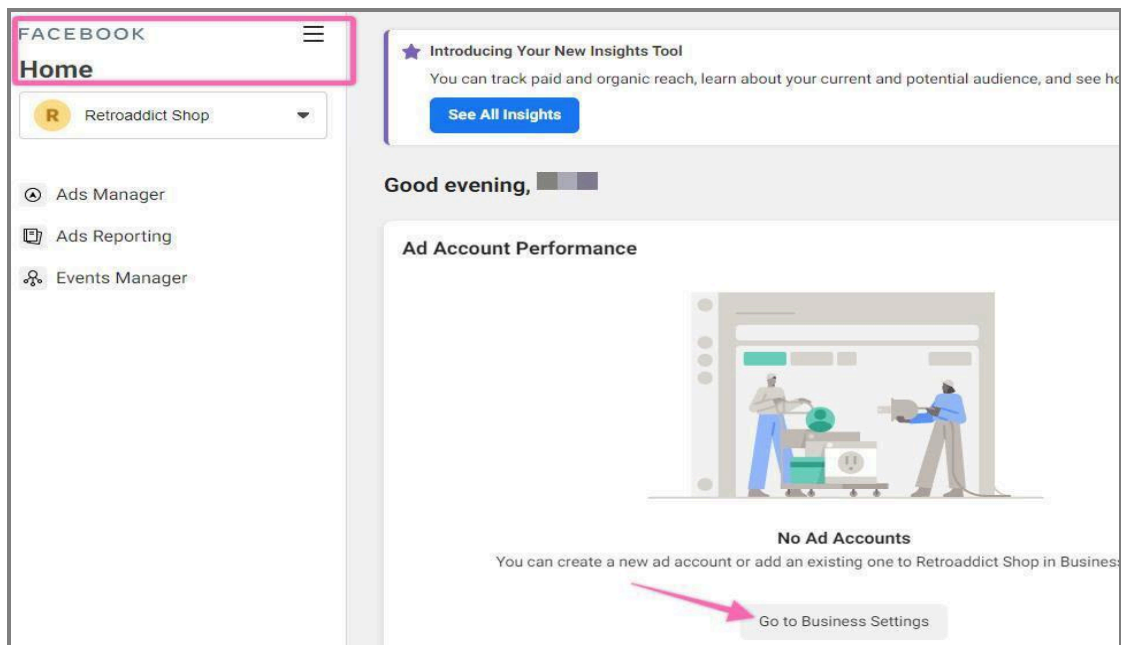 FACEBOOK
Home
R Retroaddict Shop
Ads Manager
Ads Reporting
Events Manager
Introducing Your New Insights Tool
You can track paid and organic reach, learn about your current and potential audience, and see
See All Insights
Good evening,
Ad Account Performance
No Ad Accounts
You can create a new ad account or add an existing one to Retroaddict Shop in
Go to Business Settings